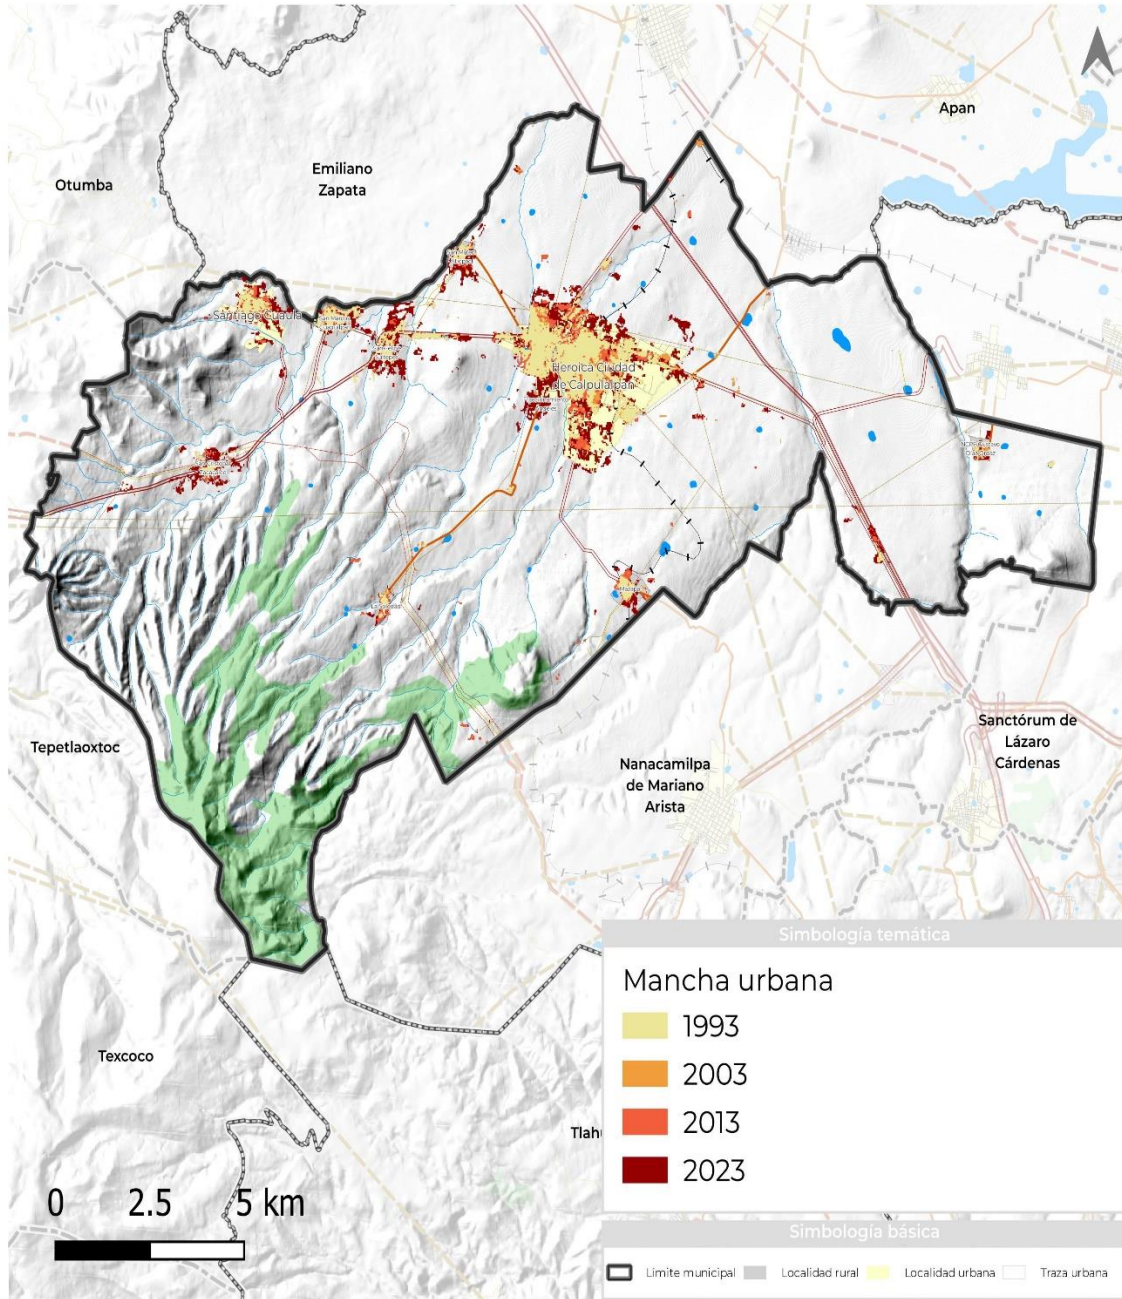 Apan
Otumba
Emiliano
Zapata
Santiago Cuaula
Heroica Ciudad
de Calpulalpan
Mazapa
Tepetlaoxtoc
Nanacamilpa
de Mariano
Arista
Sanctórum de
Lázaro
Cárdenas
Texcoco
Tlah
0 2.5 5 km
Simbología temática
Mancha urbana
1993
2003
2013
2023
Simbología básica
Límite municipal
Localidad rural
Localidad urbana
Traza urbana